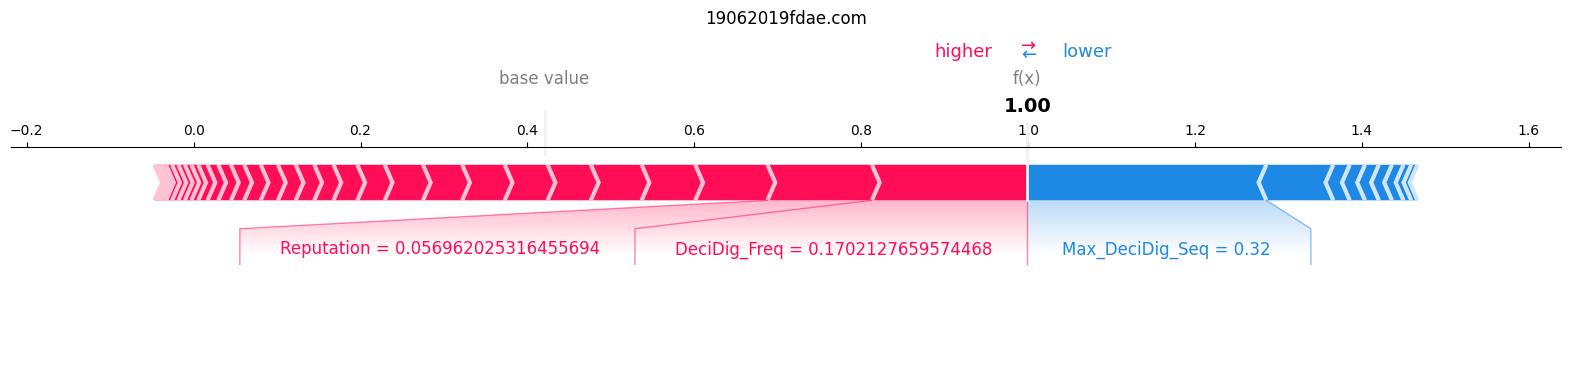 19062019fdae.com
higher → ← lower
base value f(x)
1.00
−0.2 0.0 0.2 0.4 0.6 0.8 1.0 1.2 1.4 1.6
Reputation = 0.056962025316455694 DeciDig_Freq = 0.1702127659574468 Max_DeciDig_Seq = 0.32